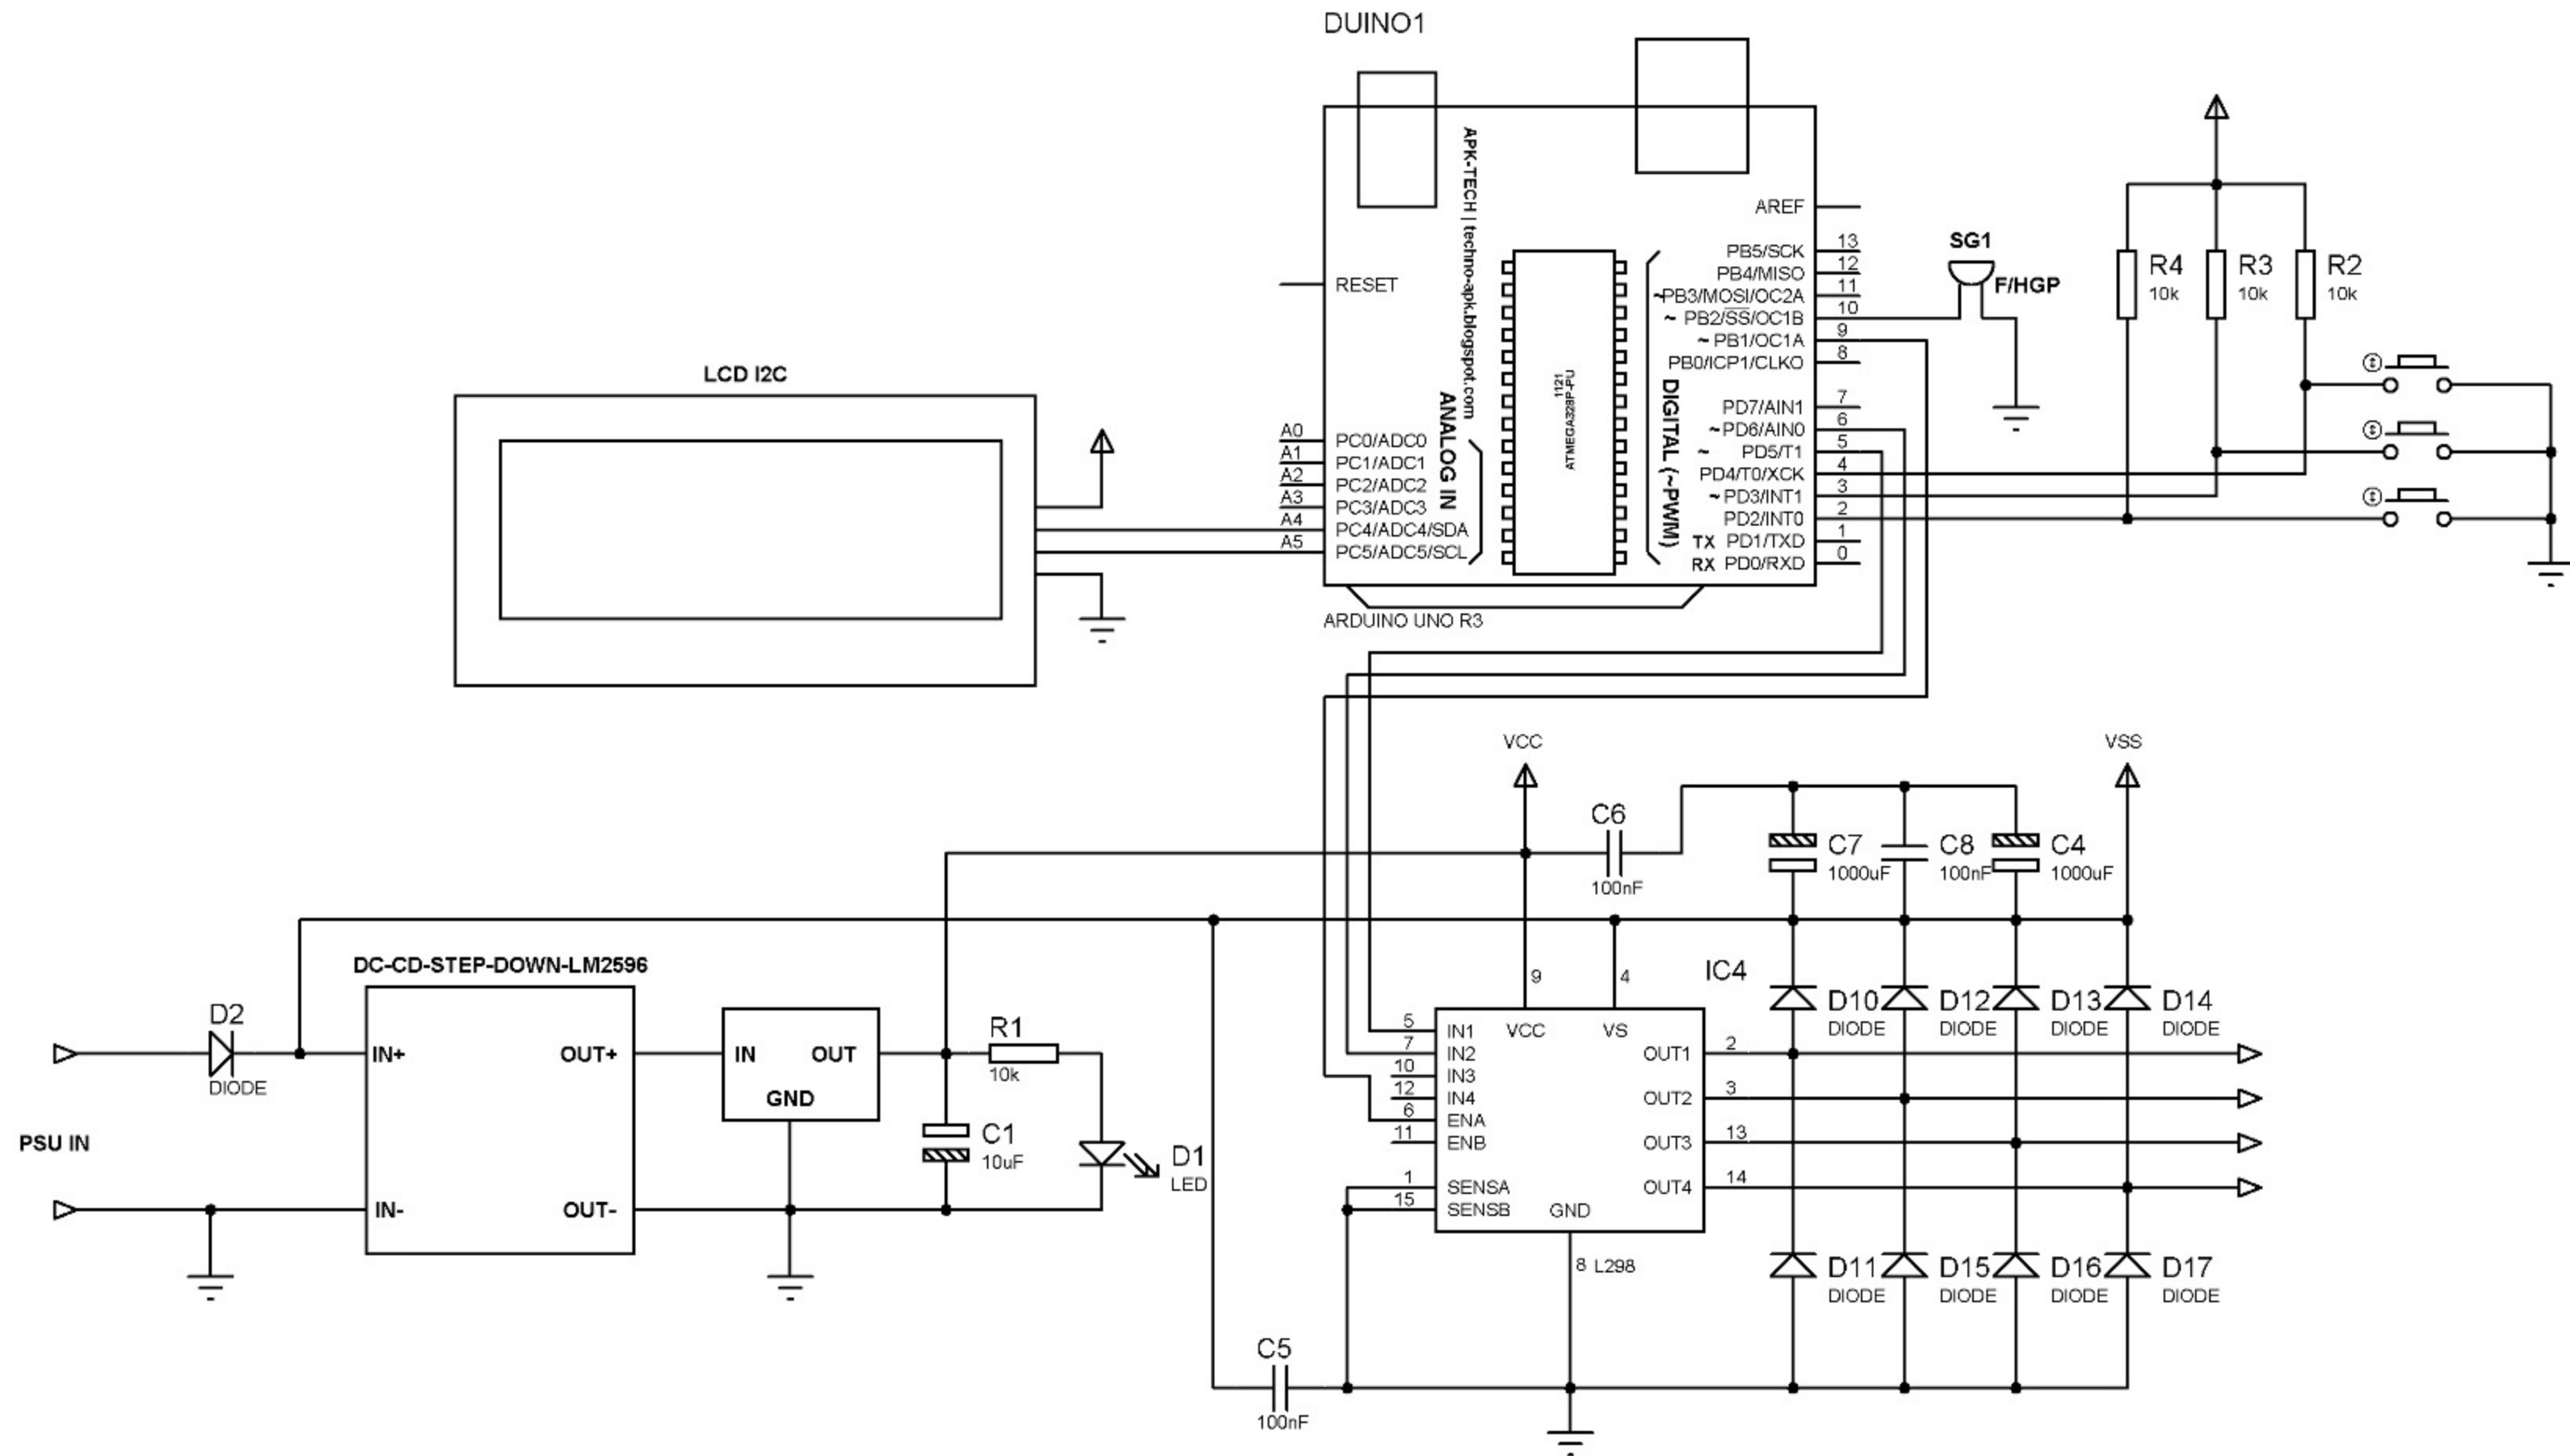 DUINO1
APK-TECH | techno-apk.blogspot.com
RESET
AREF
PB5/SCK 13
PB4/MISO 12
~PB3/MOSI/OC2A 11
~ PB2/SS/OC1B 10
~ PB1/OC1A 9
PB0/ICP1/CLKO 8
PD7/AIN1 7
~PD6/AIN0 6
~ PD5/T1 5
PD4/T0/XCK 4
~PD3/INT1 3
PD2/INT0 2
TX PD1/TXD 1
RX PD0/RXD 0
DIGITAL (~PWM)
ANALOG IN
1121
ATMEGA328P-PU
A0 PC0/ADC0
A1 PC1/ADC1
A2 PC2/ADC2
A3 PC3/ADC3
A4 PC4/ADC4/SDA
A5 PC5/ADC5/SCL
ARDUINO UNO R3
SG1
F/HGP
R4
10k
R3
10k
R2
10k
LCD I2C
VCC
VSS
C6
100nF
C7
1000uF
C8
100nF
C4
1000uF
DC-CD-STEP-DOWN-LM2596
D2
DIODE
IN+ OUT+
IN- OUT-
PSU IN
IN OUT
GND
R1
10k
C1
10uF
D1
LED
IC4
9
4
VCC VS
5 IN1
7 IN2
10 IN3
12 IN4
6 ENA
11 ENB
1 SENSA
15 SENSB
GND
OUT1 2
OUT2 3
OUT3 13
OUT4 14
8 L298
D10
DIODE
D12
DIODE
D13
DIODE
D14
DIODE
D11
DIODE
D15
DIODE
D16
DIODE
D17
DIODE
C5
100nF